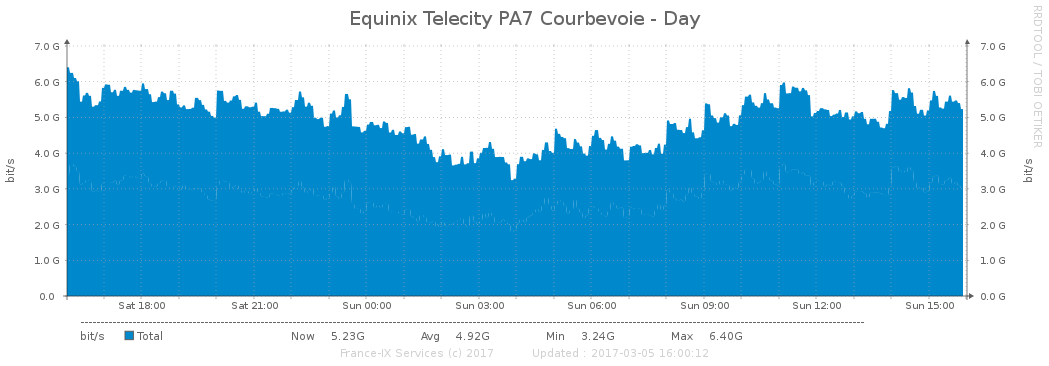 Equinix Telecity PA7 Courbevoie - Day
RRDTOOL / TOBI OETIKER
7.0 G 7.0 G
6.0 G 6.0 G
5.0 G 5.0 G
4.0 G 4.0 G
3.0 G 3.0 G
2.0 G 2.0 G
1.0 G 1.0 G
0.0 0.0 G
bit/s bit/s
Sat 18:00 Sat 21:00 Sun 00:00 Sun 03:00 Sun 06:00 Sun 09:00 Sun 12:00 Sun 15:00
bit/s Total Now 5.23G Avg 4.92G Min 3.24G Max 6.40G
France-IX Services (c) 2017 Updated : 2017-03-05 16:00:12